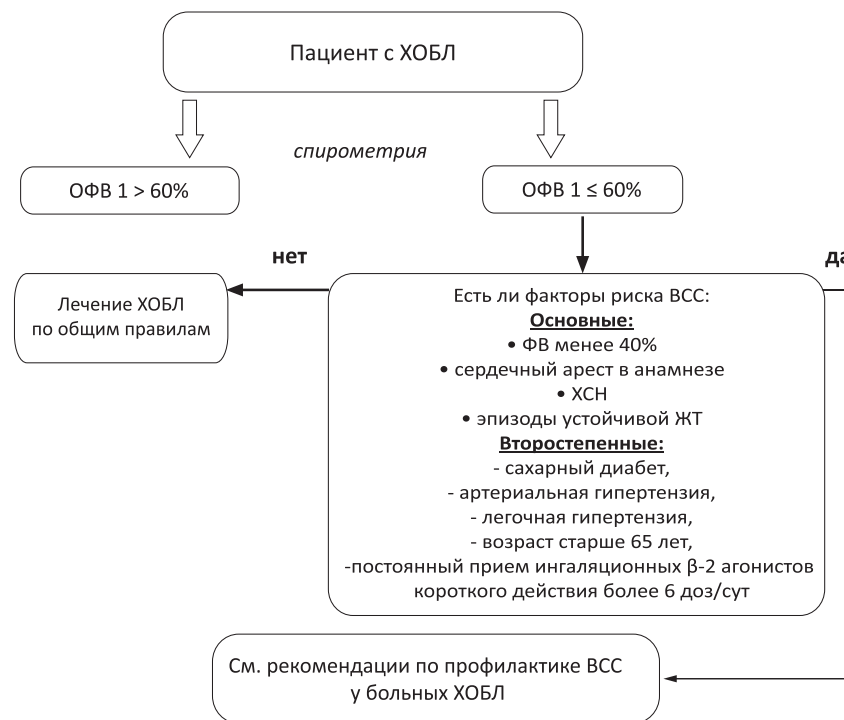 Пациент с ХОБЛ
спирометрия
ОФВ 1 > 60%
ОФВ 1 ≤ 60%
нет
да
Лечение ХОБЛ
по общим правилам
Есть ли факторы риска ВСС:
Основные:
• ФВ менее 40%
• сердечный арест в анамнезе
• ХСН
• эпизоды устойчивой ЖТ
Второстепенные:
- сахарный диабет,
- артериальная гипертензия,
- легочная гипертензия,
- возраст старше 65 лет,
-постоянный прием ингаляционных β-2 агонистов
короткого действия более 6 доз/сут
См. рекомендации по профилактике ВСС
у больных ХОБЛ